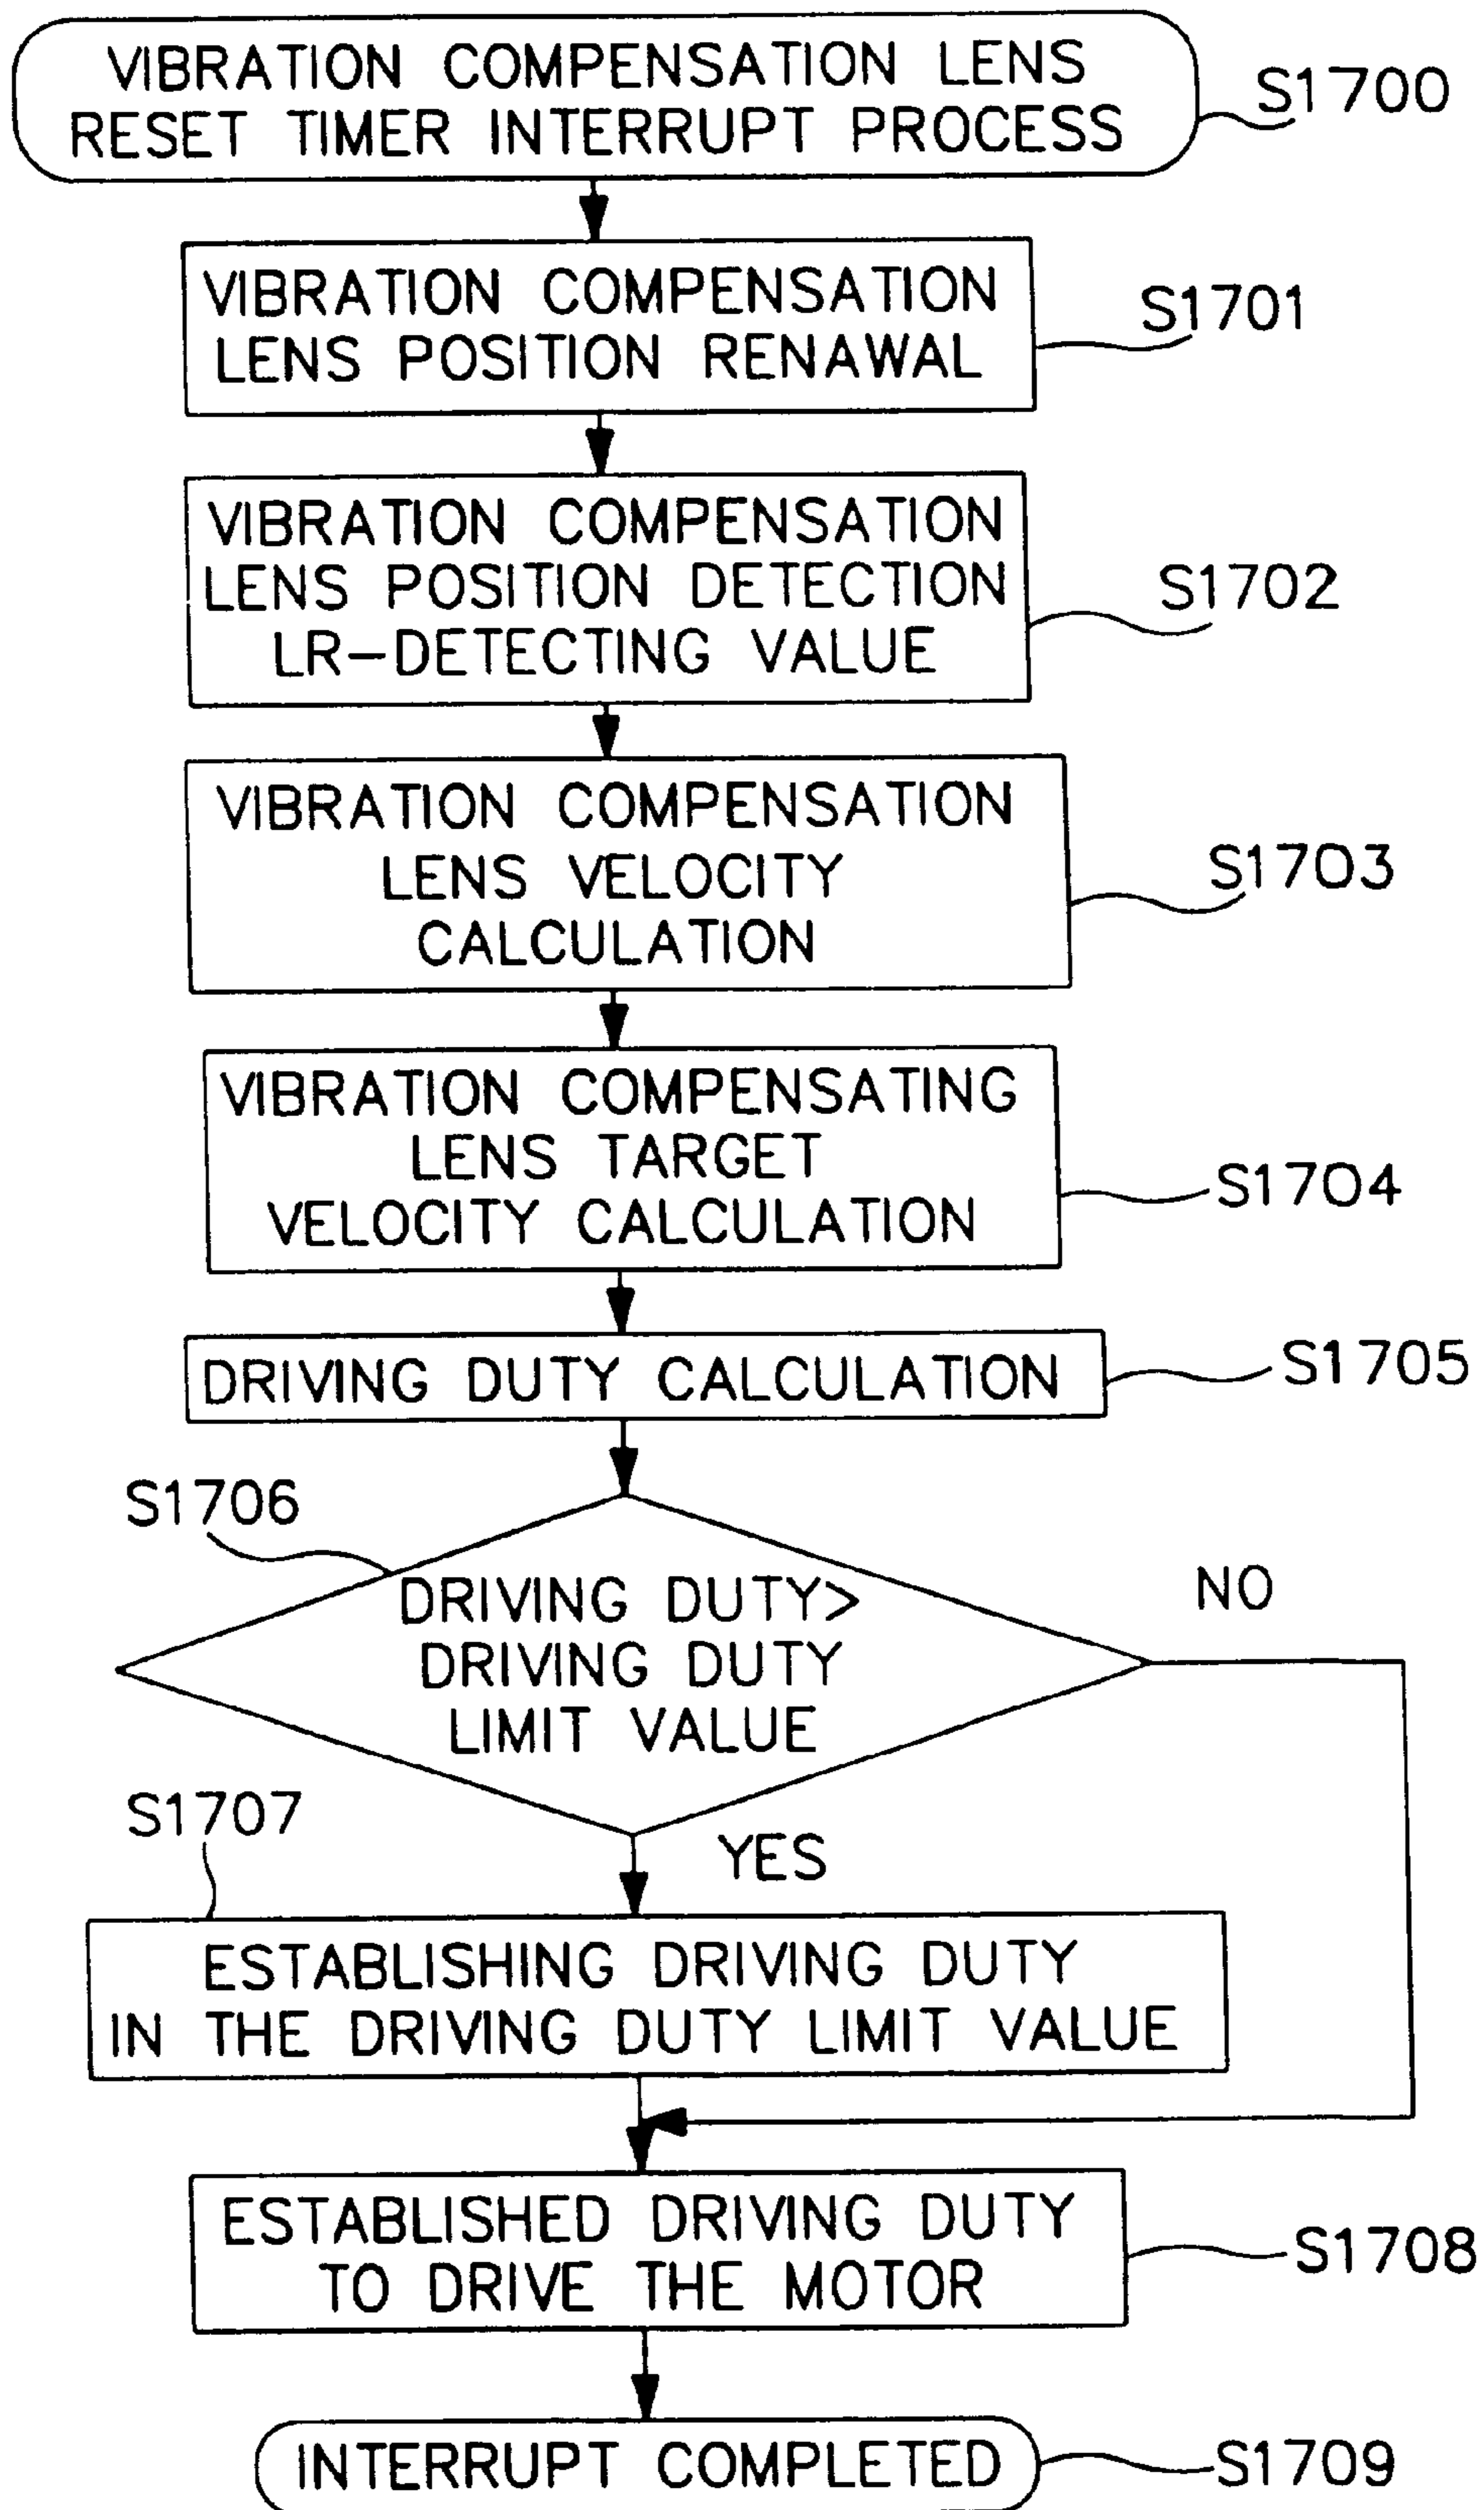 VIBRATION COMPENSATION LENS
RESET TIMER INTERRUPT PROCESS
S1700
VIBRATION COMPENSATION
LENS POSITION RENAWAL
S1701
VIBRATION COMPENSATION
LENS POSITION DETECTION
LR-DETECTING VALUE
S1702
VIBRATION COMPENSATION
LENS VELOCITY
CALCULATION
S1703
VIBRATION COMPENSATING
LENS TARGET
VELOCITY CALCULATION
S1704
DRIVING DUTY CALCULATION
S1705
S1706
DRIVING DUTY>
DRIVING DUTY
LIMIT VALUE
NO
YES
S1707
ESTABLISHING DRIVING DUTY
IN THE DRIVING DUTY LIMIT VALUE
ESTABLISHED DRIVING DUTY
TO DRIVE THE MOTOR
S1708
INTERRUPT COMPLETED
S1709